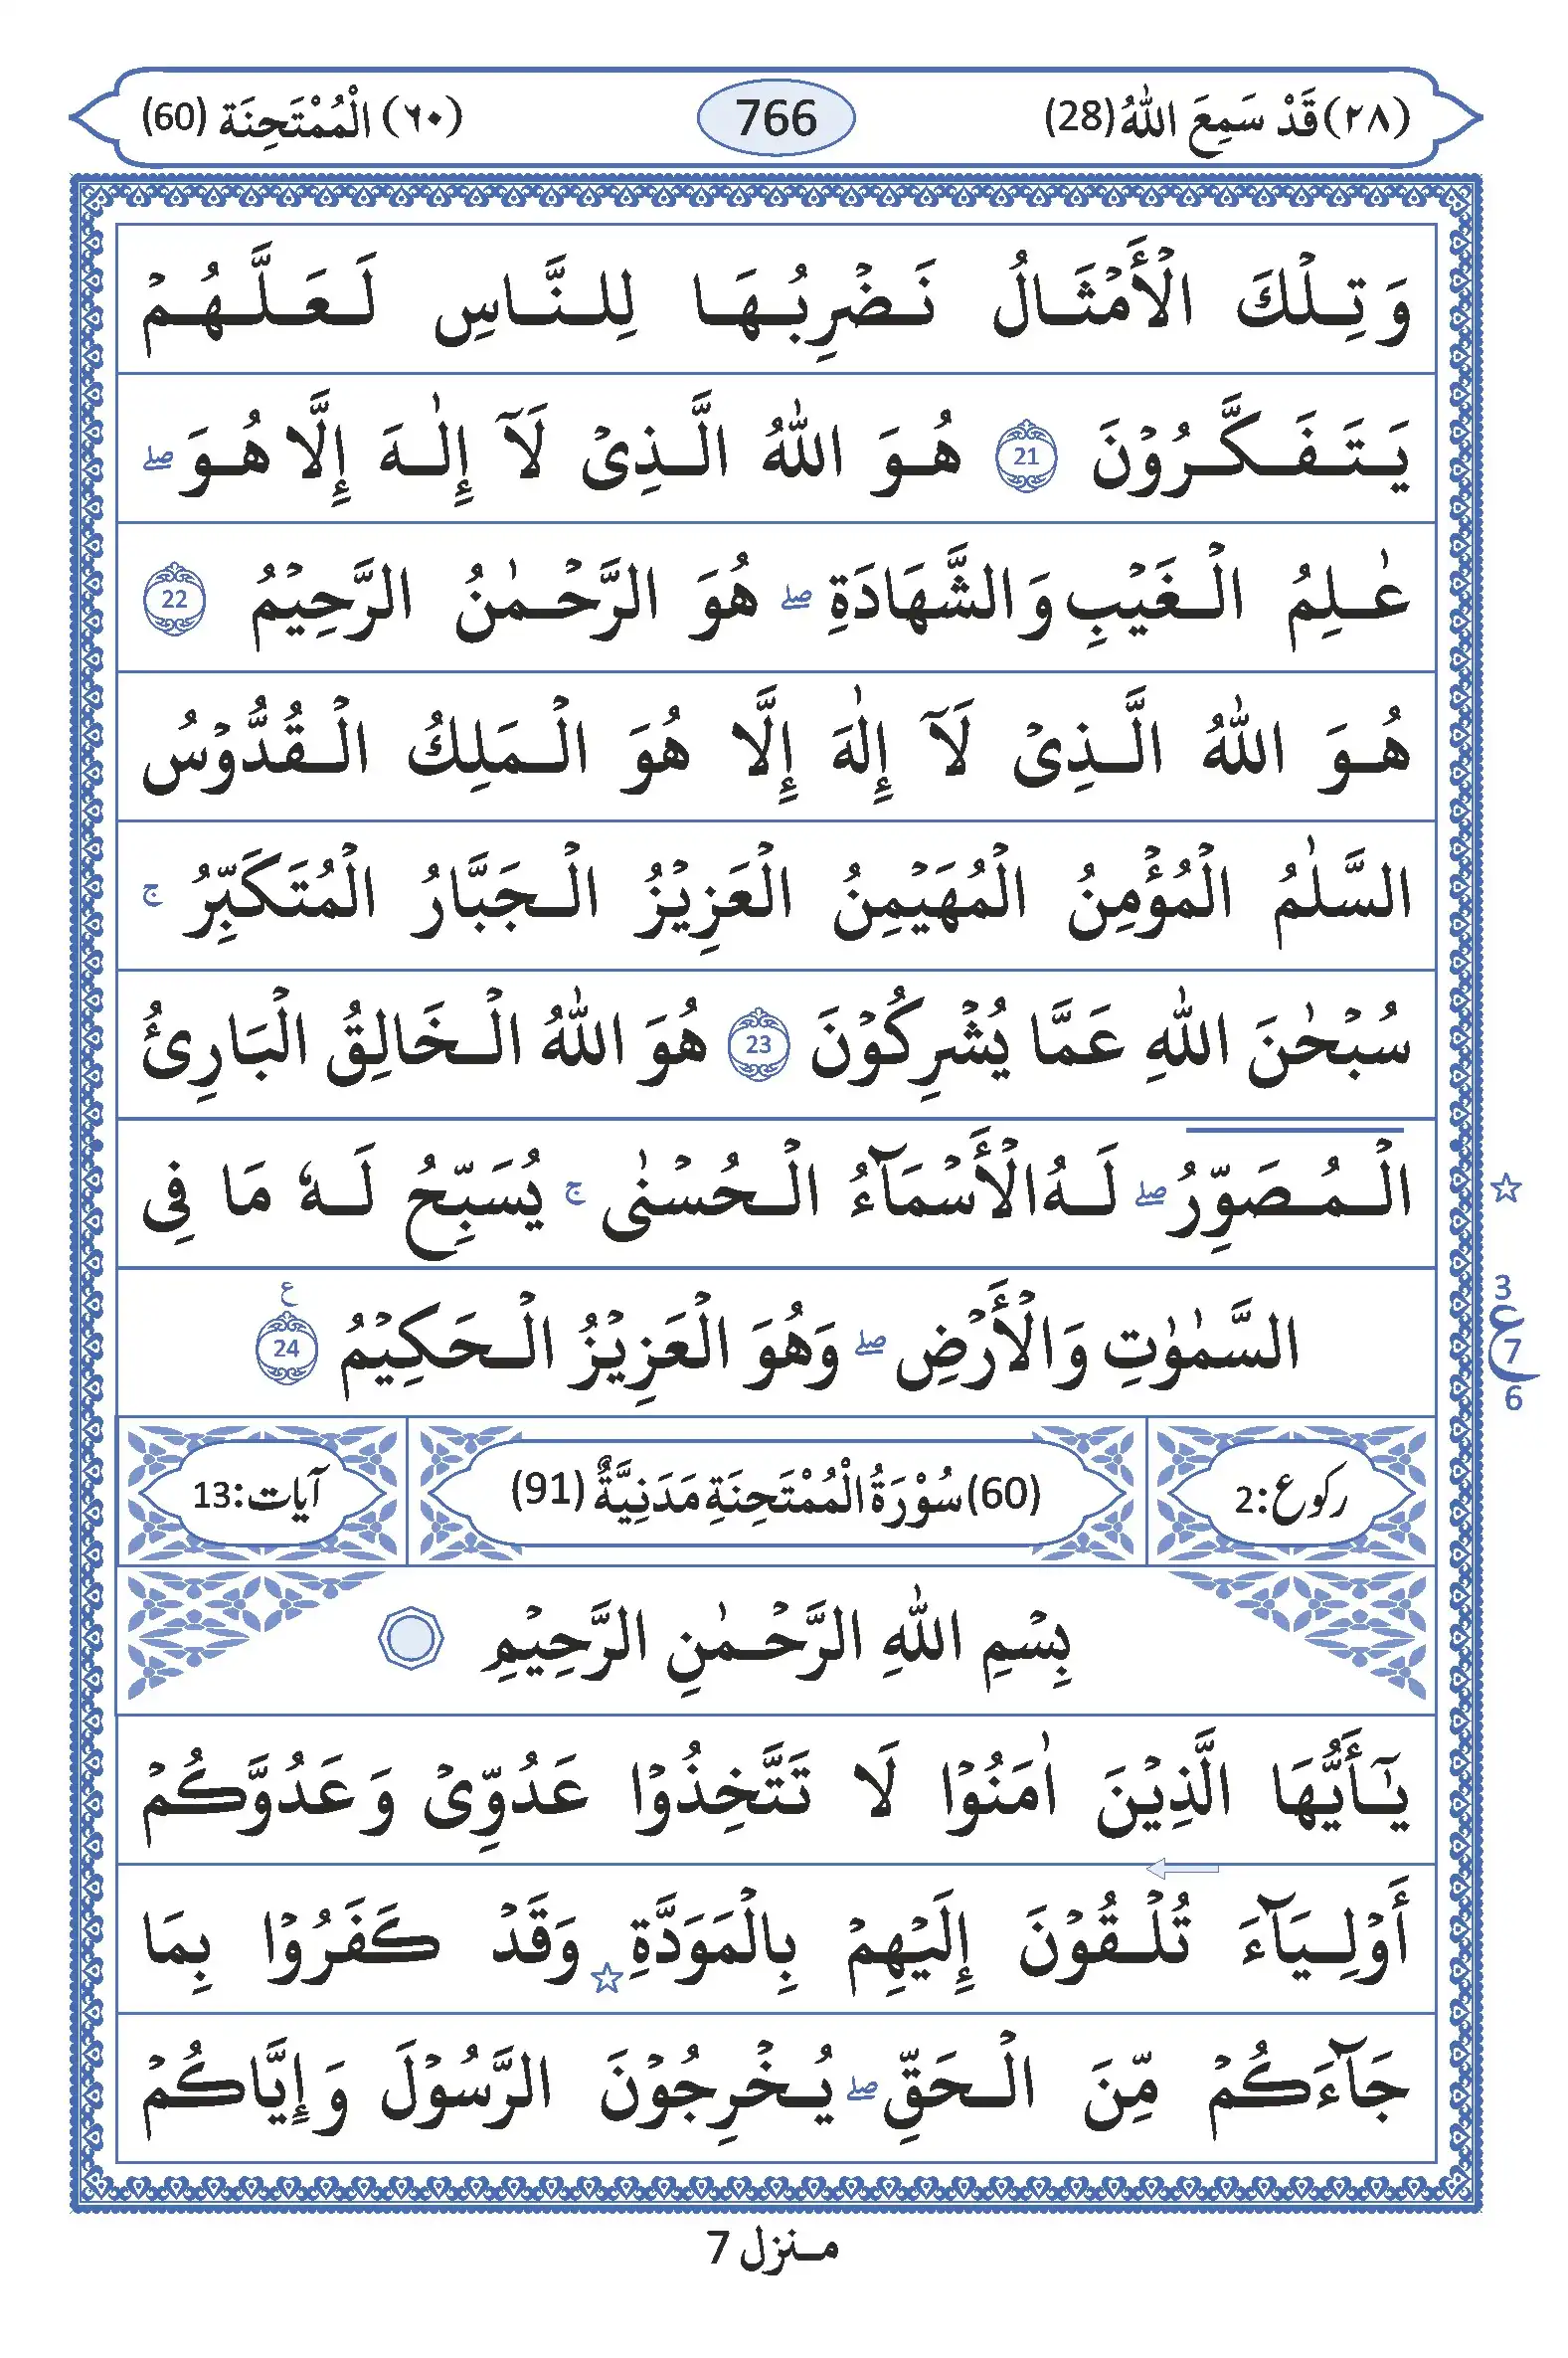 (٢٨) قَدْ سَمِعَ اللّٰهُ (28) 766 (٦٠) الْمُمْتَحِنَة (60)
وَتِلْكَ الْأَمْثَالُ نَضْرِبُهَا لِلنَّاسِ لَعَلَّهُمْ
يَتَفَكَّرُوْنَ 21 هُوَ اللّٰهُ الَّذِىْ لَآ إِلٰهَ إِلَّا هُوَ ۖ
عٰلِمُ الْغَيْبِ وَالشَّهَادَةِ ۖ هُوَ الرَّحْمٰنُ الرَّحِيْمُ 22
هُوَ اللّٰهُ الَّذِىْ لَآ إِلٰهَ إِلَّا هُوَ الْمَلِكُ الْقُدُّوْسُ
السَّلٰمُ الْمُؤْمِنُ الْمُهَيْمِنُ الْعَزِيْزُ الْجَبَّارُ الْمُتَكَبِّرُ ۚ
سُبْحٰنَ اللّٰهِ عَمَّا يُشْرِكُوْنَ 23 هُوَ اللّٰهُ الْخَالِقُ الْبَارِئُ
الْمُصَوِّرُ ۖ لَهُ الْأَسْمَآءُ الْحُسْنٰى ۚ يُسَبِّحُ لَهٗ مَا فِى
☆
السَّمٰوٰتِ وَالْأَرْضِ ۖ وَهُوَ الْعَزِيْزُ الْحَكِيْمُ 24 ع
3
ع 7
6
رکوع: 2 (60) سُوْرَةُ الْمُمْتَحِنَةِ مَدَنِيَّةٌ (91) آیات: 13
بِسْمِ اللّٰهِ الرَّحْمٰنِ الرَّحِيْمِ
يٰٓأَيُّهَا الَّذِيْنَ اٰمَنُوْا لَا تَتَّخِذُوْا عَدُوِّىْ وَعَدُوَّكُمْ
أَوْلِيَآءَ تُلْقُوْنَ إِلَيْهِمْ بِالْمَوَدَّةِ ☆ وَقَدْ كَفَرُوْا بِمَا
جَآءَكُمْ مِّنَ الْحَقِّ ۖ يُخْرِجُوْنَ الرَّسُوْلَ وَإِيَّاكُمْ
منزل 7